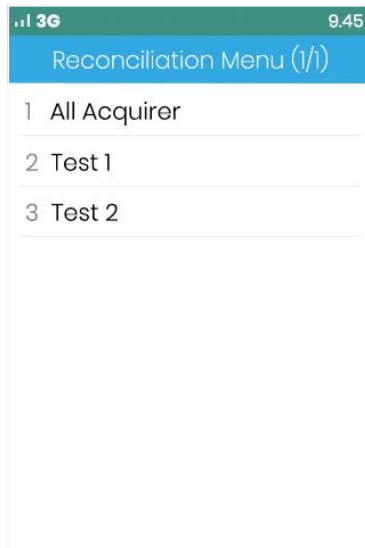 3G 9.45
Reconciliation Menu (1/1)
1 All Acquirer
2 Test 1
3 Test 2